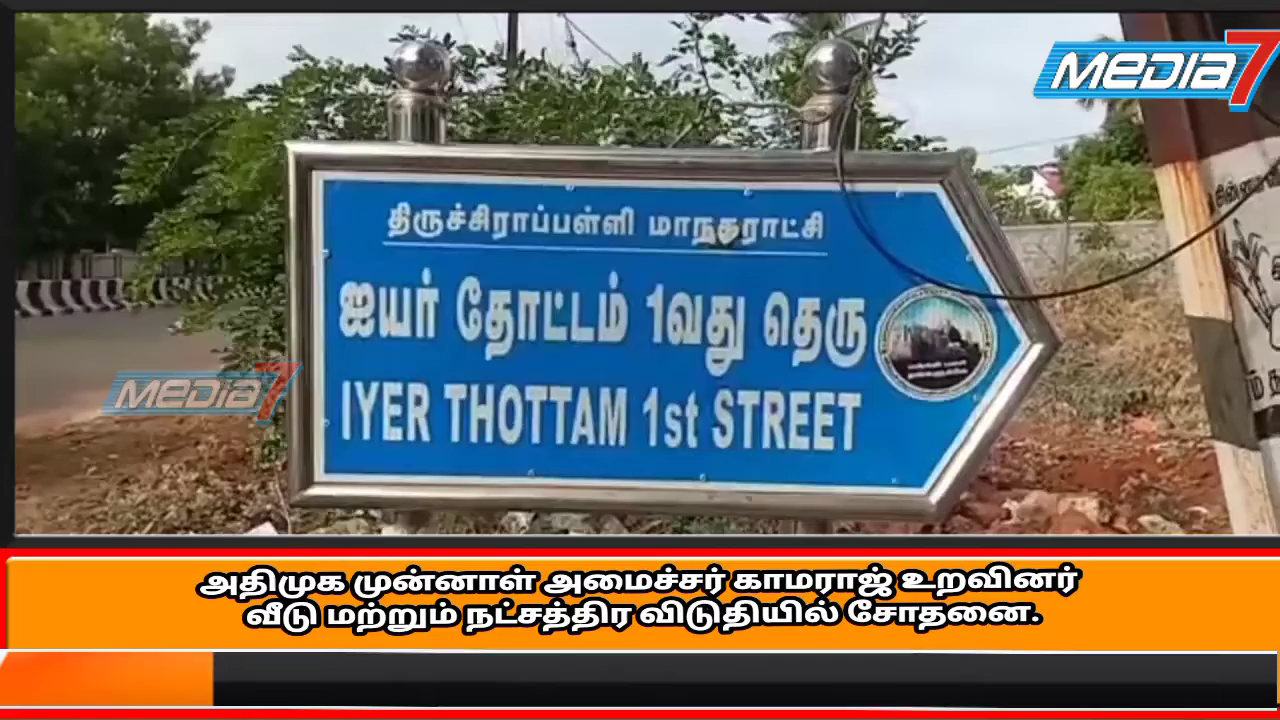 MEDIA7
திருச்சிராப்பள்ளி மாநகராட்சி
ஐயர் தோட்டம் 1வது தெரு
IYER THOTTAM 1st STREET
MEDIA7
அதிமுக முன்னாள் அமைச்சர் காமராஜ் உறவினர்
வீடு மற்றும் நட்சத்திர விடுதியில் சோதனை.